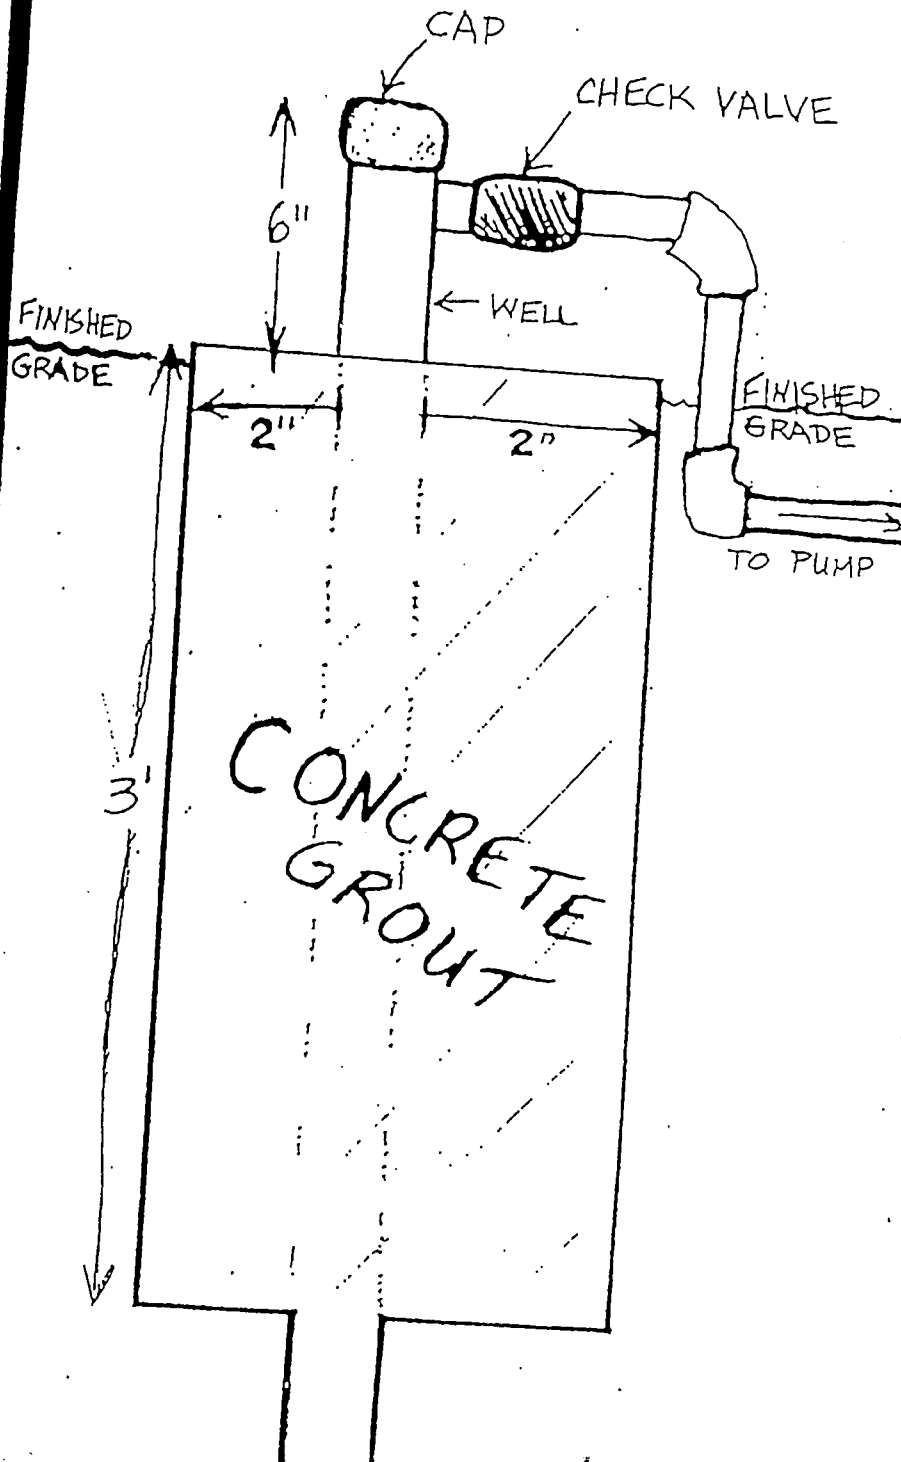 CAP
CHECK VALVE
6"
WELL
FINISHED
GRADE
FINISHED
GRADE
2"
2"
TO PUMP
3'
CONCRETE
GROUT